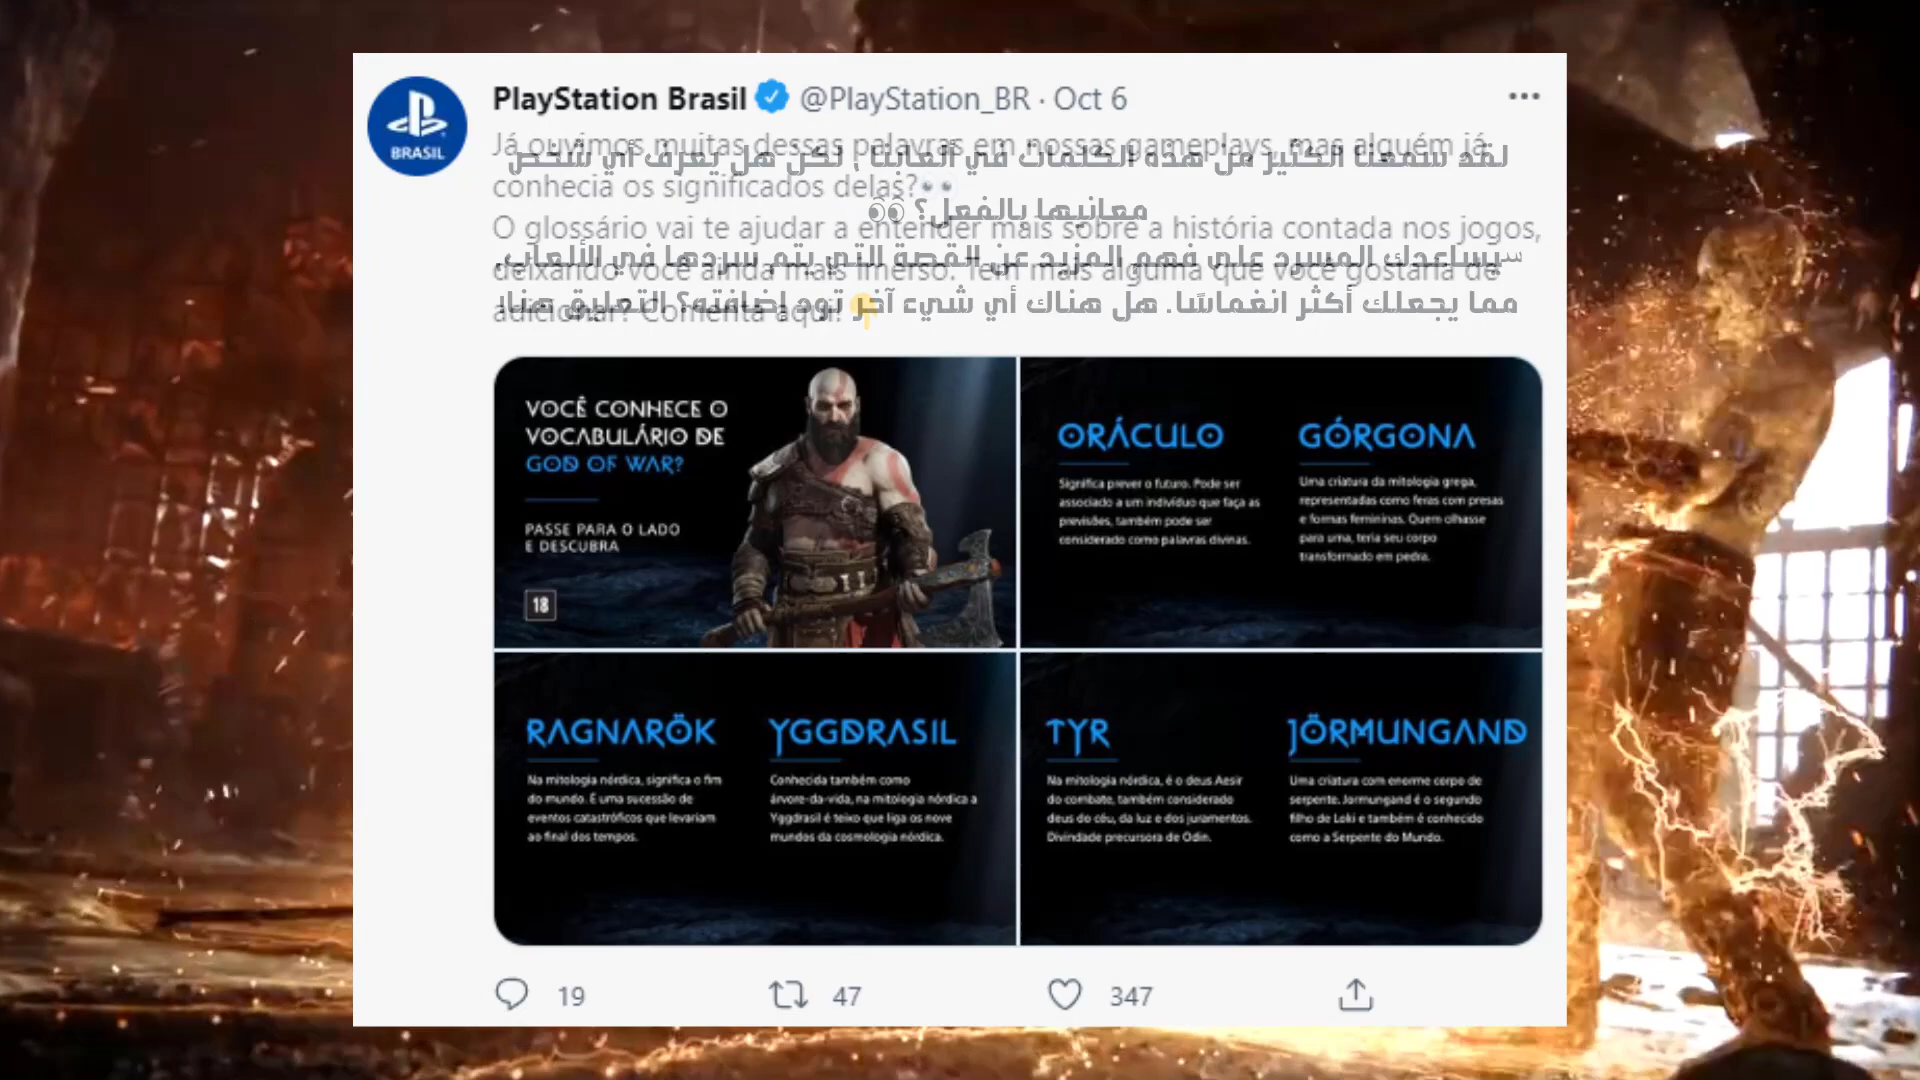 PlayStation Brasil @PlayStation_BR · Oct 6
BRASIL
Já ouvimos muitas dessas palavras em nossas gameplays, mas alguém já
conhecia os significados delas?👀
O glossário vai te ajudar a entender mais sobre a história contada nos jogos,
deixando você ainda mais imerso. Tem mais alguma que você gostaria de
adicionar? Comenta aqui! 👇
لقد سمعنا الكثير من هذه الكلمات في ألعابنا ، لكن هل يعرف أي شخص
معانيها بالفعل؟ 👀
سيساعدك المسرد على فهم المزيد عن القصة التي يتم سردها في الألعاب،
مما يجعلك أكثر انغماسًا. هل هناك أي شيء آخر تود إضافته؟ التعليق هنا!
VOCÊ CONHECE O
VOCABULÁRIO DE
GOD OF WAR?
PASSE PARA O LADO
E DESCUBRA
18
ORÁCULO
Significa prever o futuro. Pode ser
associado a um indivíduo que faça as
previsões, também pode ser
considerado como palavras divinas.
GÓRGONA
Uma criatura da mitologia grega,
representadas como feras com presas
e formas femininas. Quem olhasse
para uma, teria seu corpo
transformado em pedra.
RAGNARÖK
Na mitologia nórdica, significa o fim
do mundo. É uma sucessão de
eventos catastróficos que levariam
ao final dos tempos.
YGGDRASIL
Conhecida também como
árvore-da-vida, na mitologia nórdica a
Yggdrasil é teixo que liga os nove
mundos da cosmologia nórdica.
TYR
Na mitologia nórdica, é o deus Aesir
do combate, também considerado
deus do céu, da luz e dos juramentos.
Divindade precursora de Odin.
JÖRMUNGAND
Uma criatura com enorme corpo de
serpente. Jormungand é o segundo
filho de Loki e também é conhecido
como a Serpente do Mundo.
19 47 347